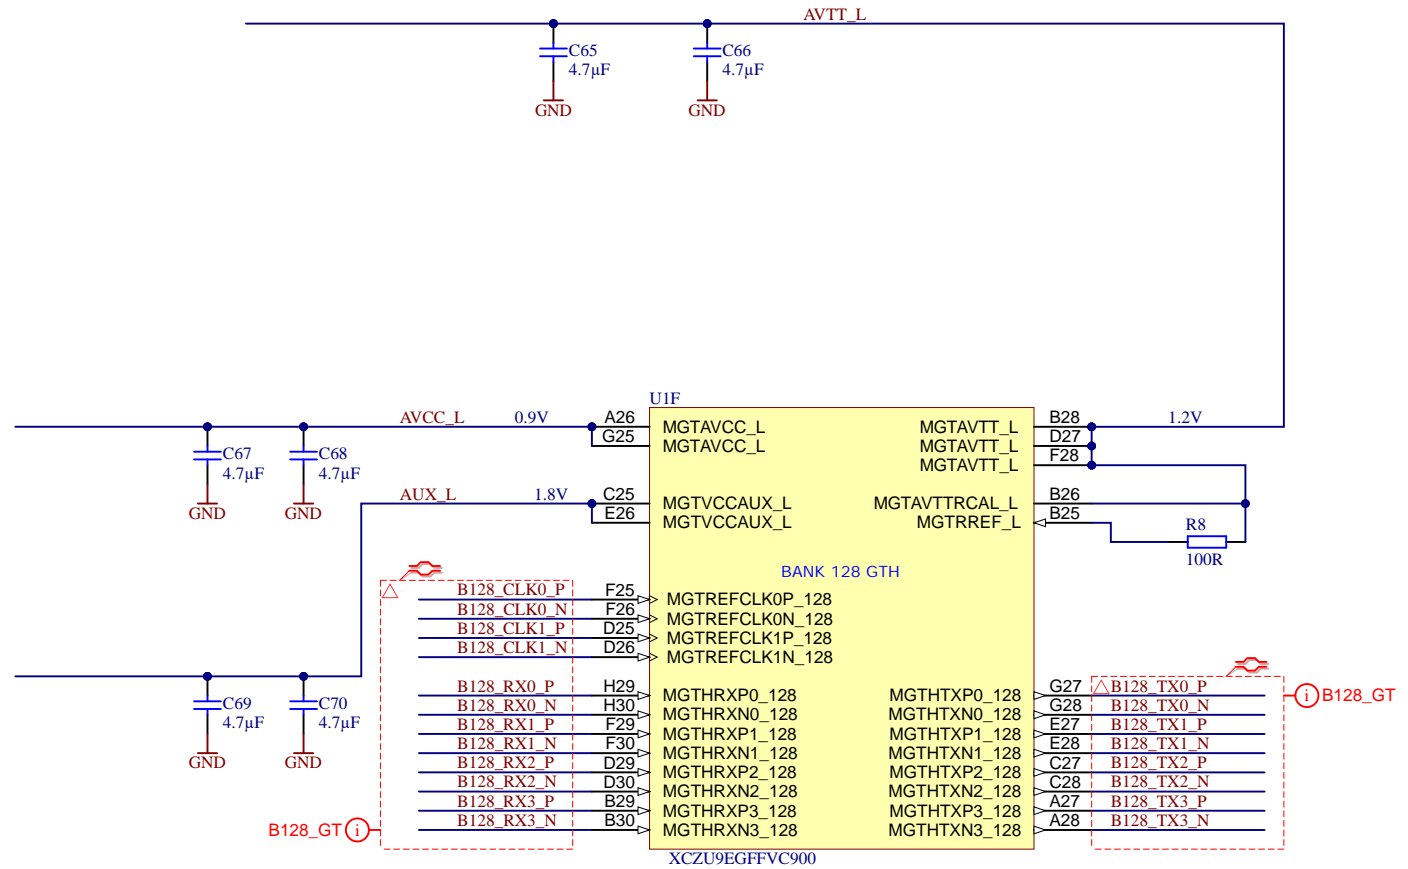 AVTT_L
C65
4.7µF
GND
C66
4.7µF
GND
U1F
AVCC_L 0.9V
A26 MGTAVCC_L
G25 MGTAVCC_L
C67
4.7µF
GND
C68
4.7µF
GND
AUX_L 1.8V
C25 MGTVCCAUX_L
E26 MGTVCCAUX_L
MGTAVTT_L B28 1.2V
MGTAVTT_L D27
MGTAVTT_L F28
MGTAVTTRCAL_L B26
MGTRREF_L B25
R8
100R
BANK 128 GTH
B128_CLK0_P F25 MGTREFCLK0P_128
B128_CLK0_N F26 MGTREFCLK0N_128
B128_CLK1_P D25 MGTREFCLK1P_128
B128_CLK1_N D26 MGTREFCLK1N_128
C69
4.7µF
GND
C70
4.7µF
GND
B128_RX0_P H29 MGTHRXP0_128
B128_RX0_N H30 MGTHRXN0_128
B128_RX1_P F29 MGTHRXP1_128
B128_RX1_N F30 MGTHRXN1_128
B128_RX2_P D29 MGTHRXP2_128
B128_RX2_N D30 MGTHRXN2_128
B128_RX3_P B29 MGTHRXP3_128
B128_RX3_N B30 MGTHRXN3_128
B128_GT i
MGTHTXP0_128 G27 B128_TX0_P
MGTHTXN0_128 G28 B128_TX0_N
MGTHTXP1_128 E27 B128_TX1_P
MGTHTXN1_128 E28 B128_TX1_N
MGTHTXP2_128 C27 B128_TX2_P
MGTHTXN2_128 C28 B128_TX2_N
MGTHTXP3_128 A27 B128_TX3_P
MGTHTXN3_128 A28 B128_TX3_N
i B128_GT
XCZU9EGFFVC900